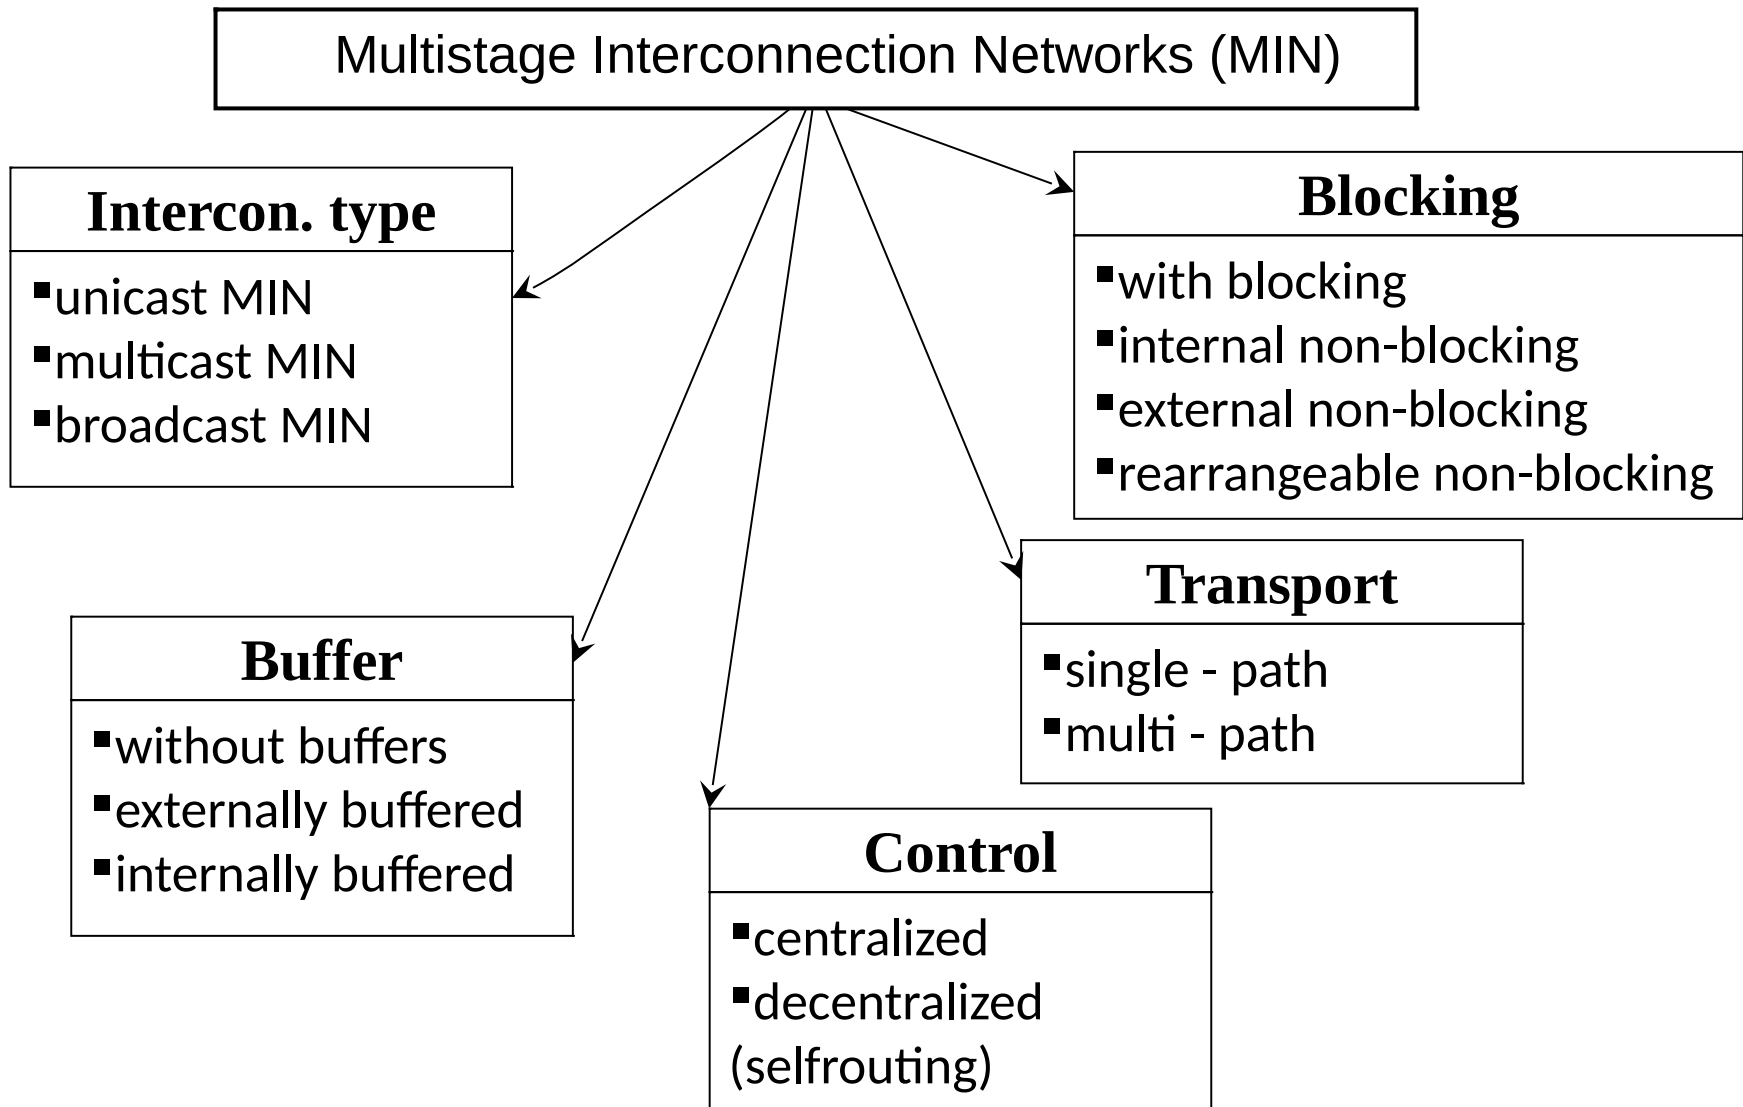 Multistage Interconnection Networks (MIN)
Intercon. type
▪unicast MIN
▪multicast MIN
▪broadcast MIN
Blocking
▪with blocking
▪internal non-blocking
▪external non-blocking
▪rearrangeable non-blocking
Buffer
▪without buffers
▪externally buffered
▪internally buffered
Transport
▪single - path
▪multi - path
Control
▪centralized
▪decentralized
(selfrouting)